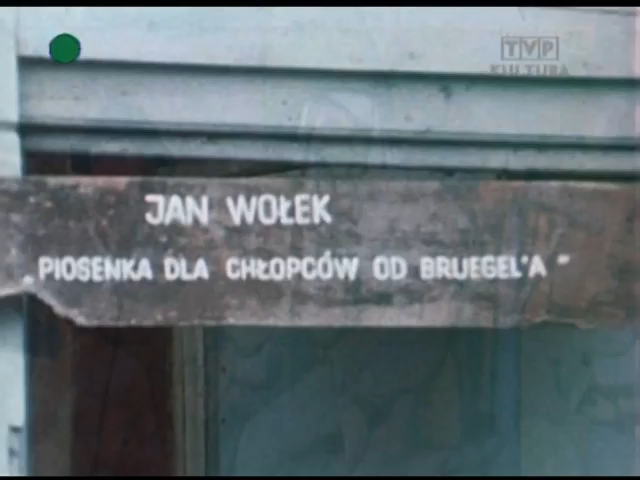 TVP
KULTURA
JAN WOŁEK
„PIOSENKA DLA CHŁOPCÓW OD BRUEGEL'A"